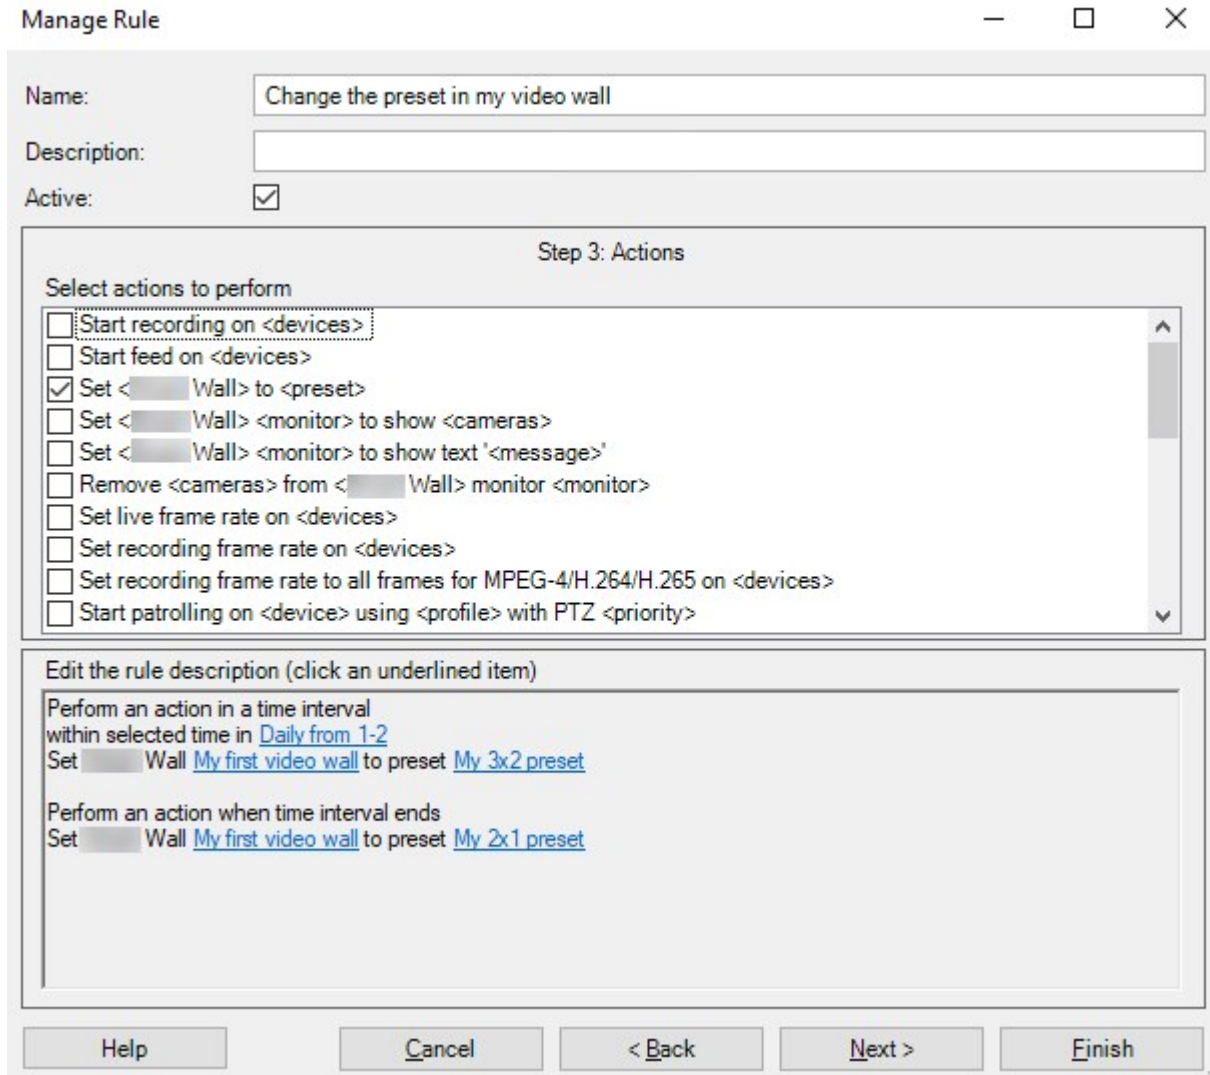 Manage Rule
Name:
Change the preset in my video wall
Description:
Active:
Step 3: Actions
Select actions to perform
Start recording on <devices>
Start feed on <devices>
Set < Wall> to <preset>
Set < Wall> <monitor> to show <cameras>
Set < Wall> <monitor> to show text '<message>'
Remove <cameras> from < Wall> monitor <monitor>
Set live frame rate on <devices>
Set recording frame rate on <devices>
Set recording frame rate to all frames for MPEG-4/H.264/H.265 on <devices>
Start patrolling on <device> using <profile> with PTZ <priority>
Edit the rule description (click an underlined item)
Perform an action in a time interval
within selected time in Daily from 1-2
Set Wall My first video wall to preset My 3x2 preset
Perform an action when time interval ends
Set Wall My first video wall to preset My 2x1 preset
Help
Cancel
< Back
Next >
Finish